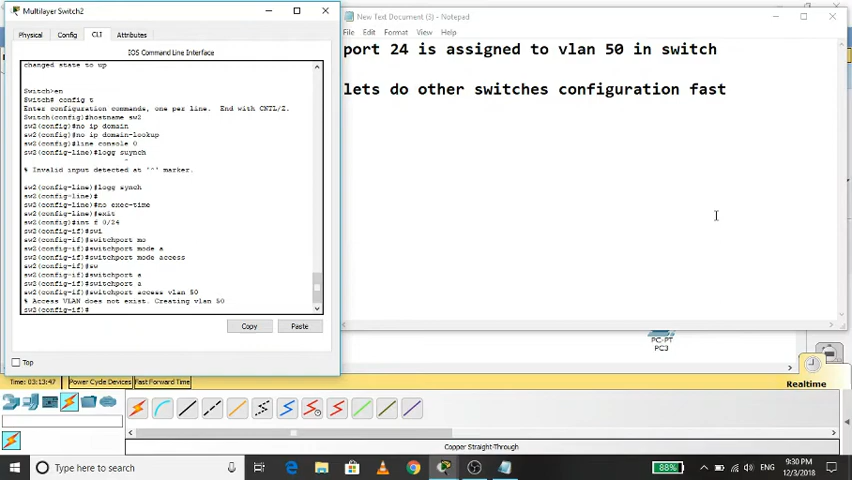 Multilayer Switch2
Physical
Config
CLI
Attributes
IOS Command Line Interface
changed state to up
Switch>en
Switch# config t
Enter configuration commands, one per line. End with CNTL/Z.
Switch(config)#hostname sw2
sw2(config)#no ip domain
sw2(config)#no ip domain-lookup
sw2(config)#line console 0
sw2(config-line)#logg suynch
^
% Invalid input detected at '^' marker.
sw2(config-line)#logg synch
sw2(config-line)#
sw2(config-line)#no exec-time
sw2(config-line)#exit
sw2(config)#int f 0/24
sw2(config-if)#swi
sw2(config-if)#switchport mo
sw2(config-if)#switchport mode a
sw2(config-if)#switchport mode access
sw2(config-if)#sw
sw2(config-if)#switchport a
sw2(config-if)#switchport a
sw2(config-if)#switchport access vlan 50
% Access VLAN does not exist. Creating vlan 50
sw2(config-if)#
Copy
Paste
Top
New Text Document (3) - Notepad
File
Edit
Format
View
Help
port 24 is assigned to vlan 50 in switch
lets do other switches configuration fast
PC-PT
PC3
Time: 03:13:47
Power Cycle Devices
Fast Forward Time
Realtime
Copper Straight-Through
Type here to search
88%
ENG
9:30 PM
12/3/2018